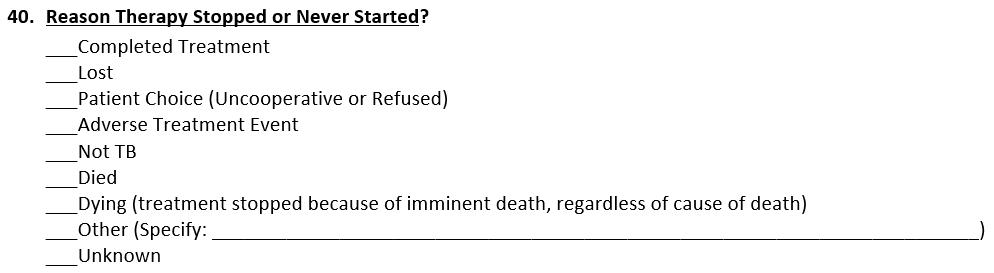 40. Reason Therapy Stopped or Never Started?
___Completed Treatment
___Lost
___Patient Choice (Uncooperative or Refused)
___Adverse Treatment Event
___Not TB
___Died
___Dying (treatment stopped because of imminent death, regardless of cause of death)
___Other (Specify: ______________________________________________________________________)
___Unknown